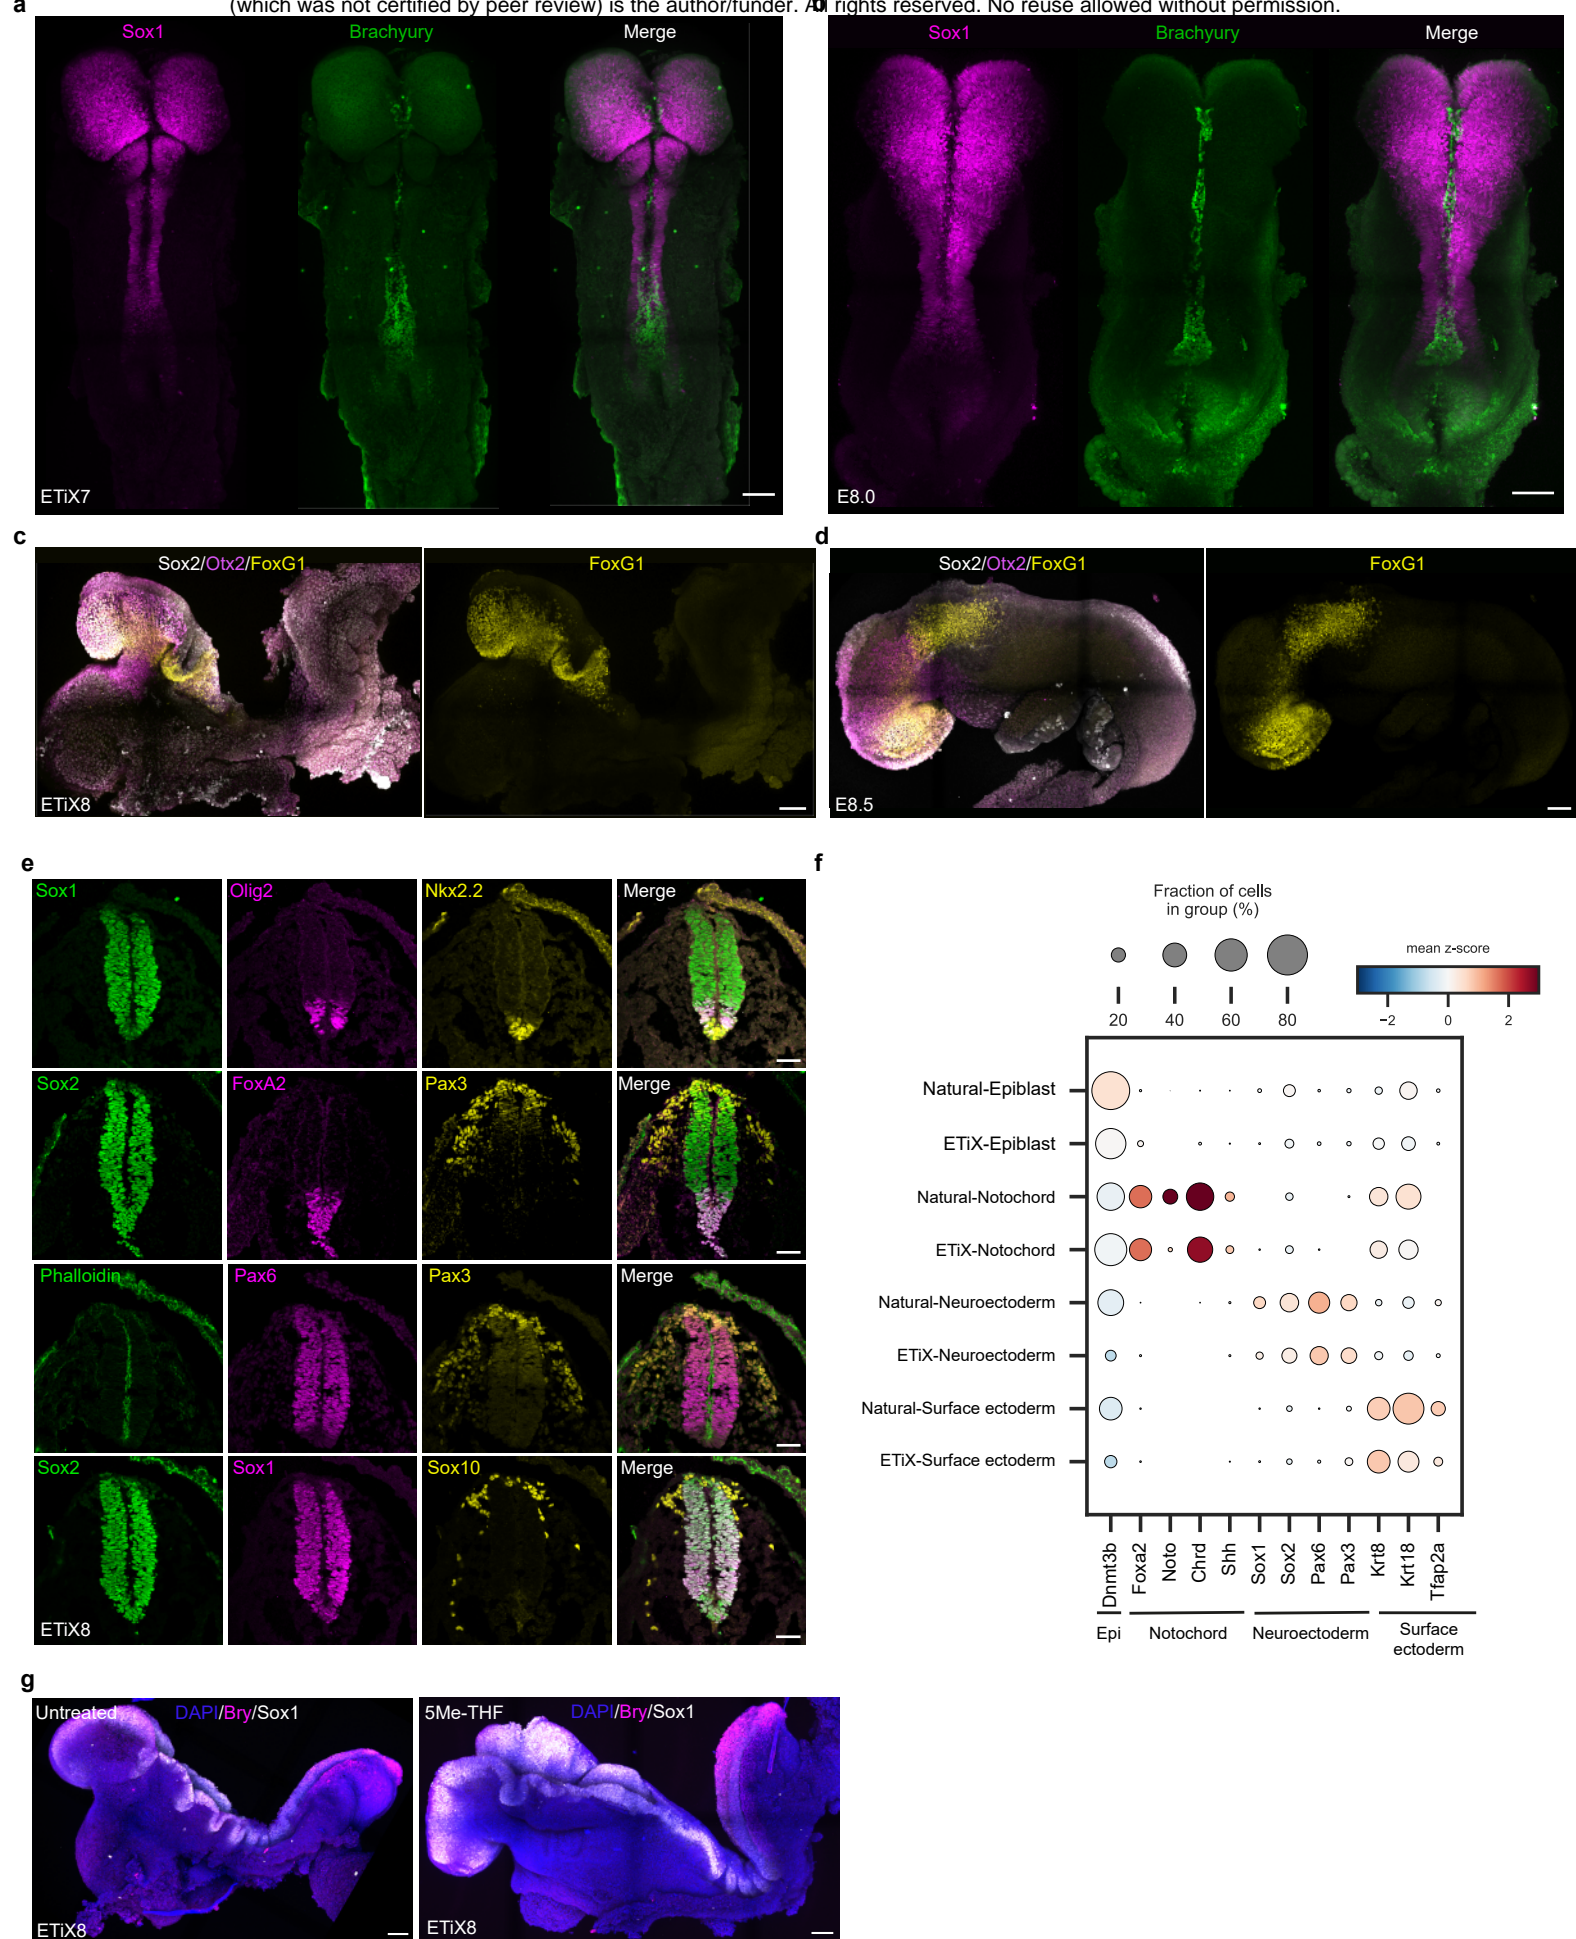 (which was not certified by peer review) is the author/funder. All rights reserved. No reuse allowed without permission.
a
Sox1
Brachyury
Merge
ETiX7
b
Sox1
Brachyury
Merge
E8.0
c
Sox2/Otx2/FoxG1
FoxG1
ETiX8
d
Sox2/Otx2/FoxG1
FoxG1
E8.5
e
Sox1
Olig2
Nkx2.2
Merge
Sox2
FoxA2
Pax3
Merge
Phalloidin
Pax6
Pax3
Merge
Sox2
Sox1
Sox10
Merge
ETiX8
f
Fraction of cells
in group (%)
20 40 60 80
mean z-score
−2 0 2
Natural-Epiblast
ETiX-Epiblast
Natural-Notochord
ETiX-Notochord
Natural-Neuroectoderm
ETiX-Neuroectoderm
Natural-Surface ectoderm
ETiX-Surface ectoderm
Dnmt3b
Foxa2
Noto
Chrd
Shh
Sox1
Sox2
Pax6
Pax3
Krt8
Krt18
Tfap2a
Epi
Notochord
Neuroectoderm
Surface
ectoderm
g
Untreated
DAPI/Bry/Sox1
ETiX8
5Me-THF
DAPI/Bry/Sox1
ETiX8